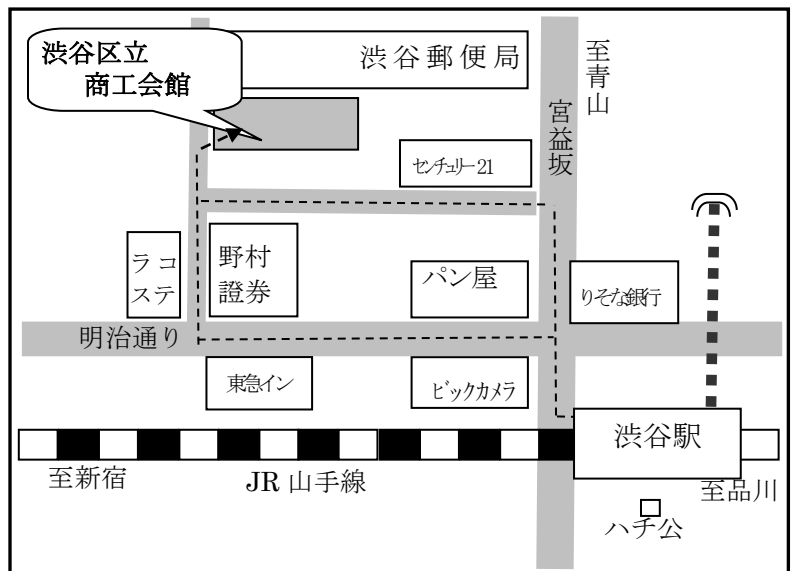 渋谷区立
商工会館
渋谷郵便局
至青山
宮益坂
センチュリー21
ラコ
ステ
野村
證券
パン屋
りそな銀行
明治通り
東急イン
ビックカメラ
渋谷駅
至新宿
JR 山手線
至品川
ハチ公